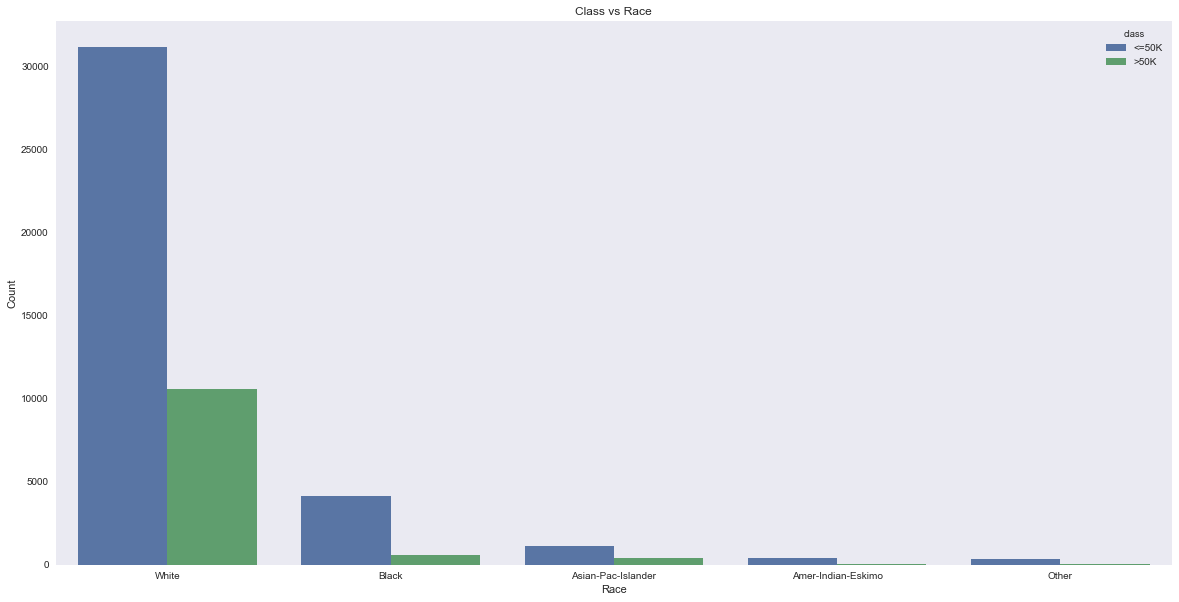 Class vs Race
class
<=50K
>50K
Count
30000
25000
20000
15000
10000
5000
0
White Black Asian-Pac-Islander Amer-Indian-Eskimo Other
Race